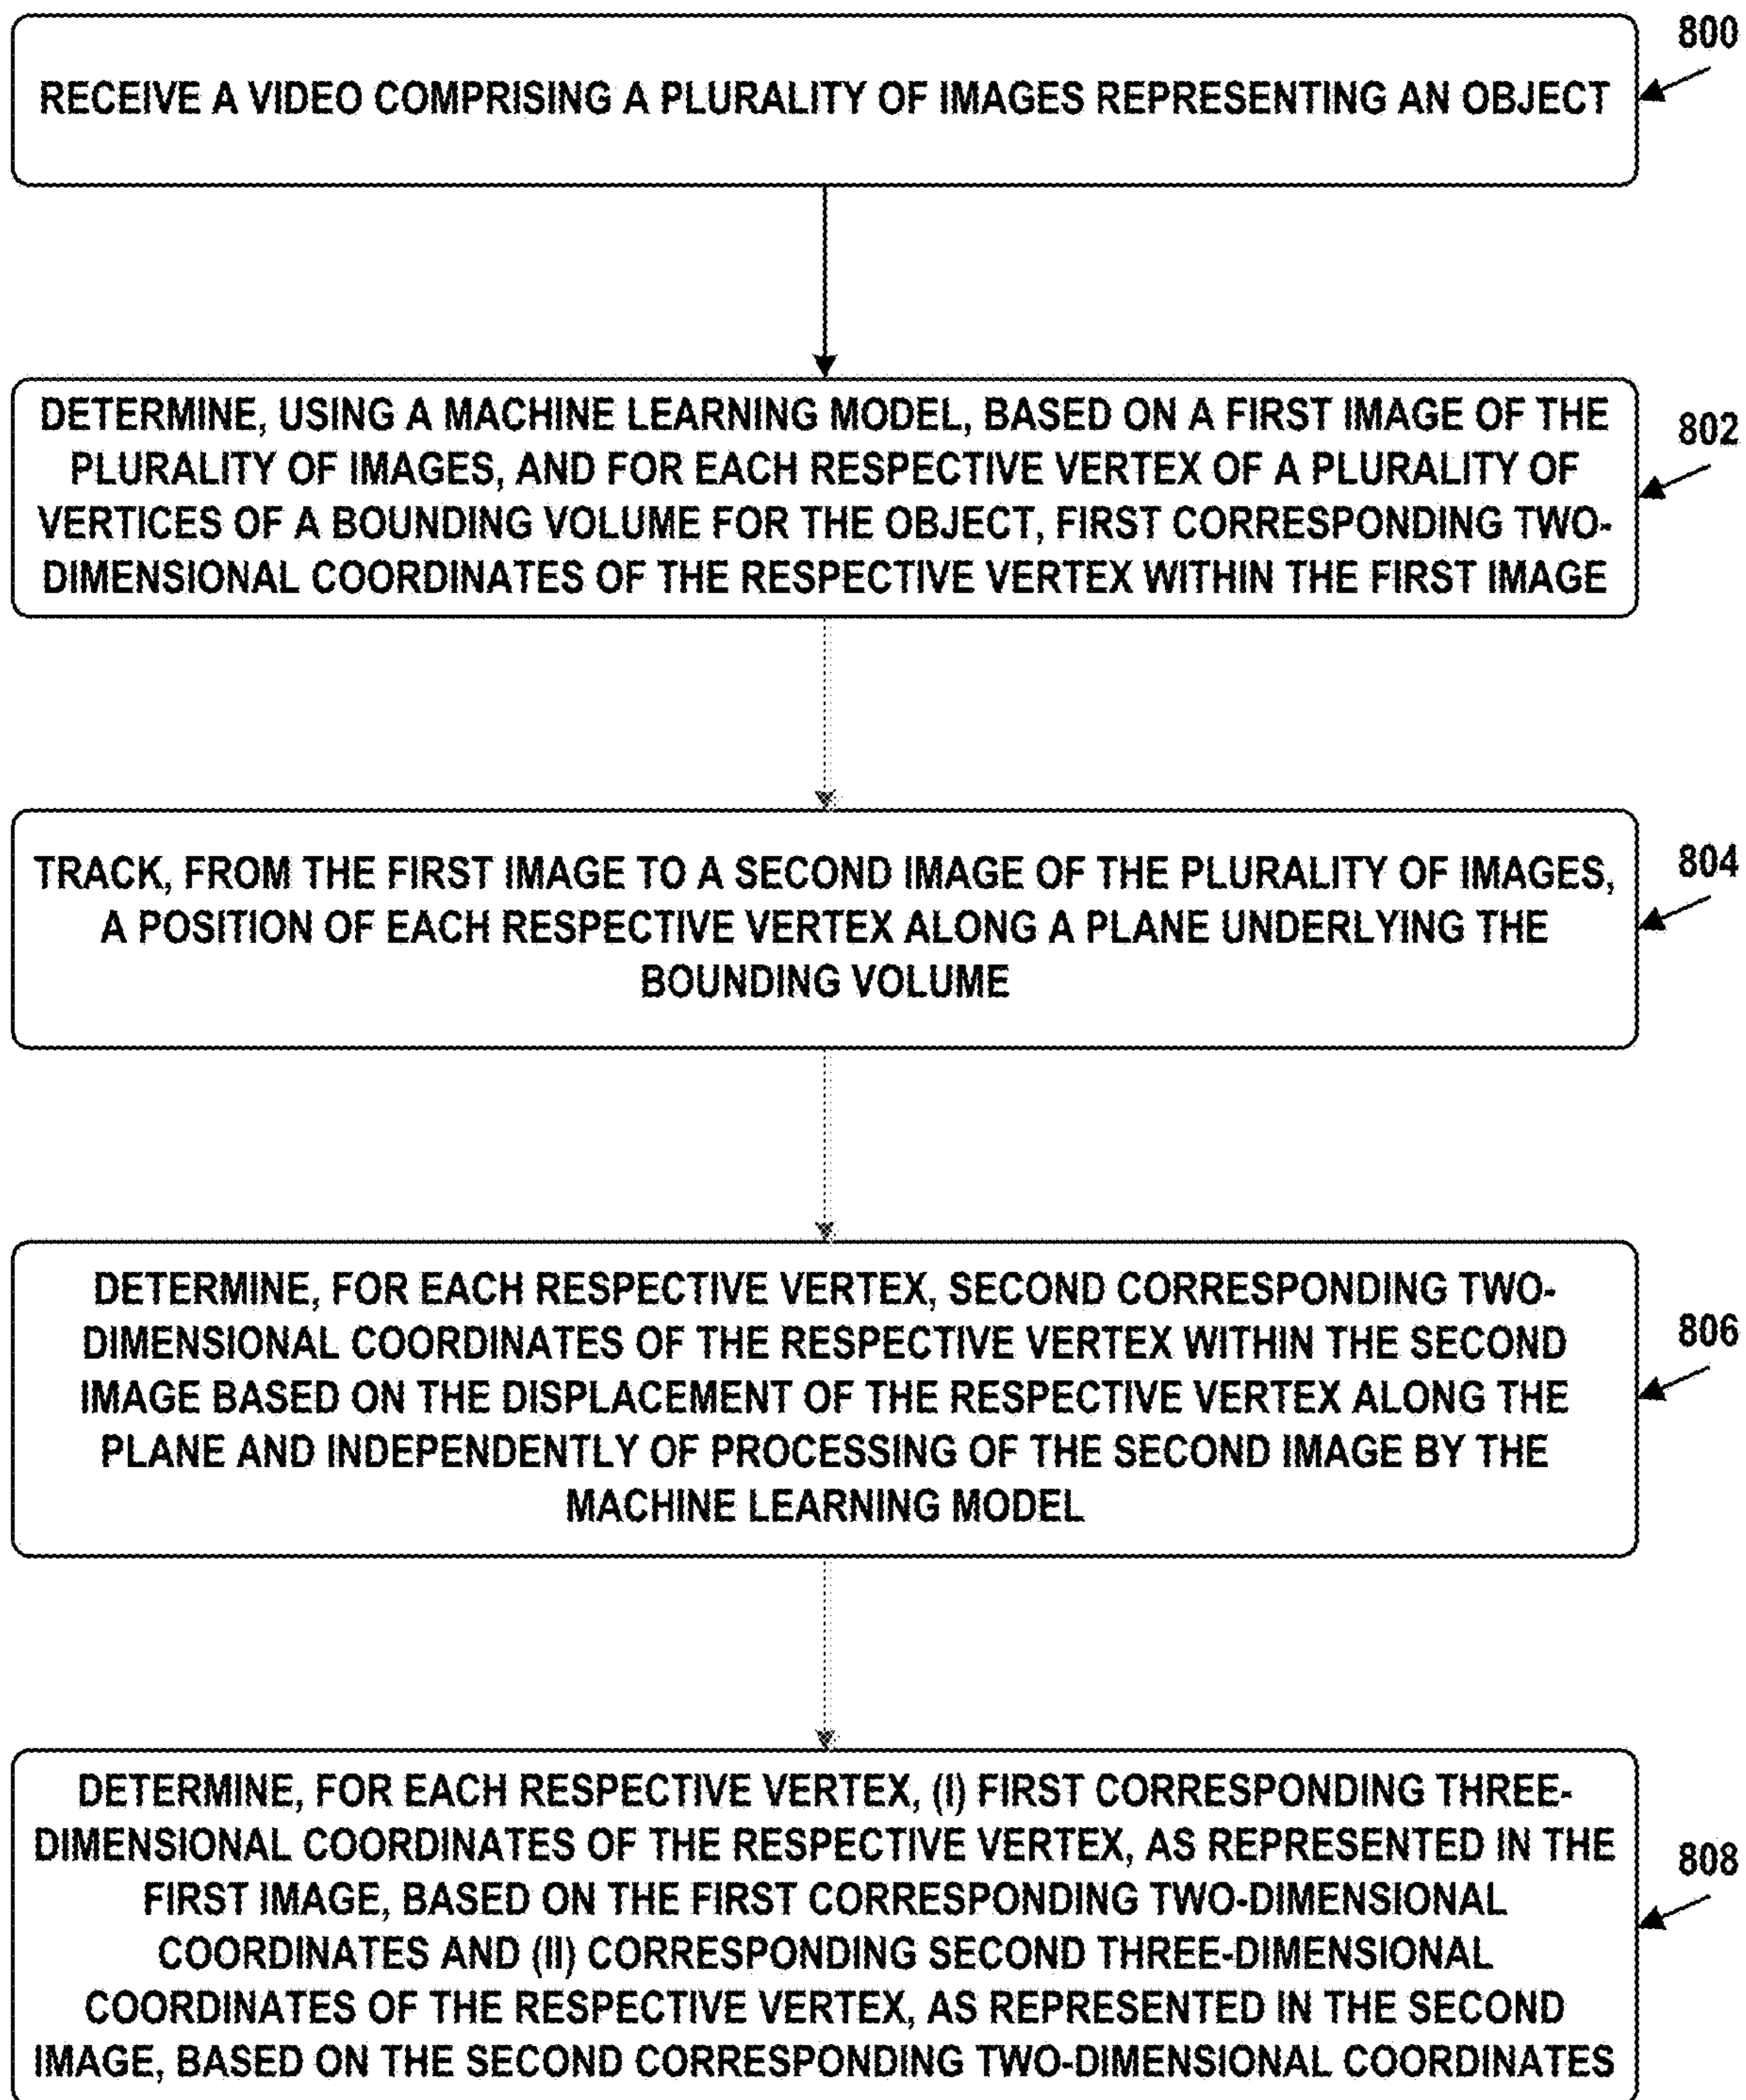 800
RECEIVE A VIDEO COMPRISING A PLURALITY OF IMAGES REPRESENTING AN OBJECT
DETERMINE, USING A MACHINE LEARNING MODEL, BASED ON A FIRST IMAGE OF THE
802
PLURALITY OF IMAGES, AND FOR EACH RESPECTIVE VERTEX OF A PLURALITY OF
VERTICES OF A BOUNDING VOLUME FOR THE OBJECT, FIRST CORRESPONDING TWO-
DIMENSIONAL COORDINATES OF THE RESPECTIVE VERTEX WITHIN THE FIRST IMAGE
804
TRACK, FROM THE FIRST IMAGE TO A SECOND IMAGE OF THE PLURALITY OF IMAGES,
A POSITION OF EACH RESPECTIVE VERTEX ALONG A PLANE UNDERLYING THE
BOUNDING VOLUME
DETERMINE, FOR EACH RESPECTIVE VERTEX, SECOND CORRESPONDING TWO-
806
DIMENSIONAL COORDINATES OF THE RESPECTIVE VERTEX WITHIN THE SECOND
IMAGE BASED ON THE DISPLACEMENT OF THE RESPECTIVE VERTEX ALONG THE
PLANE AND INDEPENDENTLY OF PROCESSING OF THE SECOND IMAGE BY THE
MACHINE LEARNING MODEL
DETERMINE, FOR EACH RESPECTIVE VERTEX, (I) FIRST CORRESPONDING THREE-
DIMENSIONAL COORDINATES OF THE RESPECTIVE VERTEX, AS REPRESENTED IN THE
808
FIRST IMAGE, BASED ON THE FIRST CORRESPONDING TWO-DIMENSIONAL
COORDINATES AND (II) CORRESPONDING SECOND THREE-DIMENSIONAL
COORDINATES OF THE RESPECTIVE VERTEX, AS REPRESENTED IN THE SECOND
IMAGE, BASED ON THE SECOND CORRESPONDING TWO-DIMENSIONAL COORDINATES